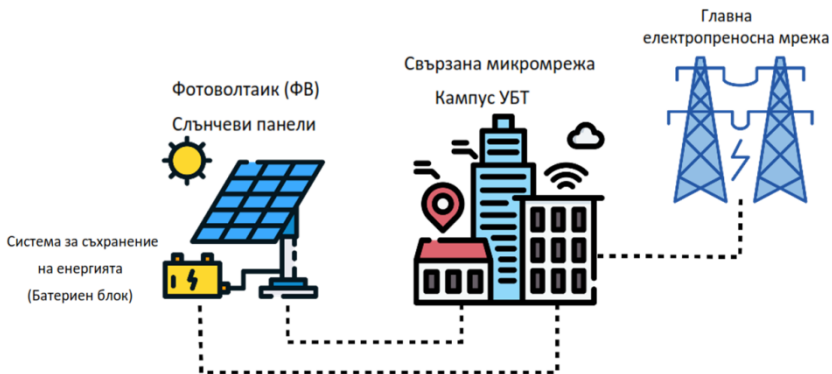 Главна
електропреносна мрежа
Свързана микромрежа
Кампус УБТ
Фотоволтаик (ФВ)
Слънчеви панели
Система за съхранение
на енергията
(Батериен блок)